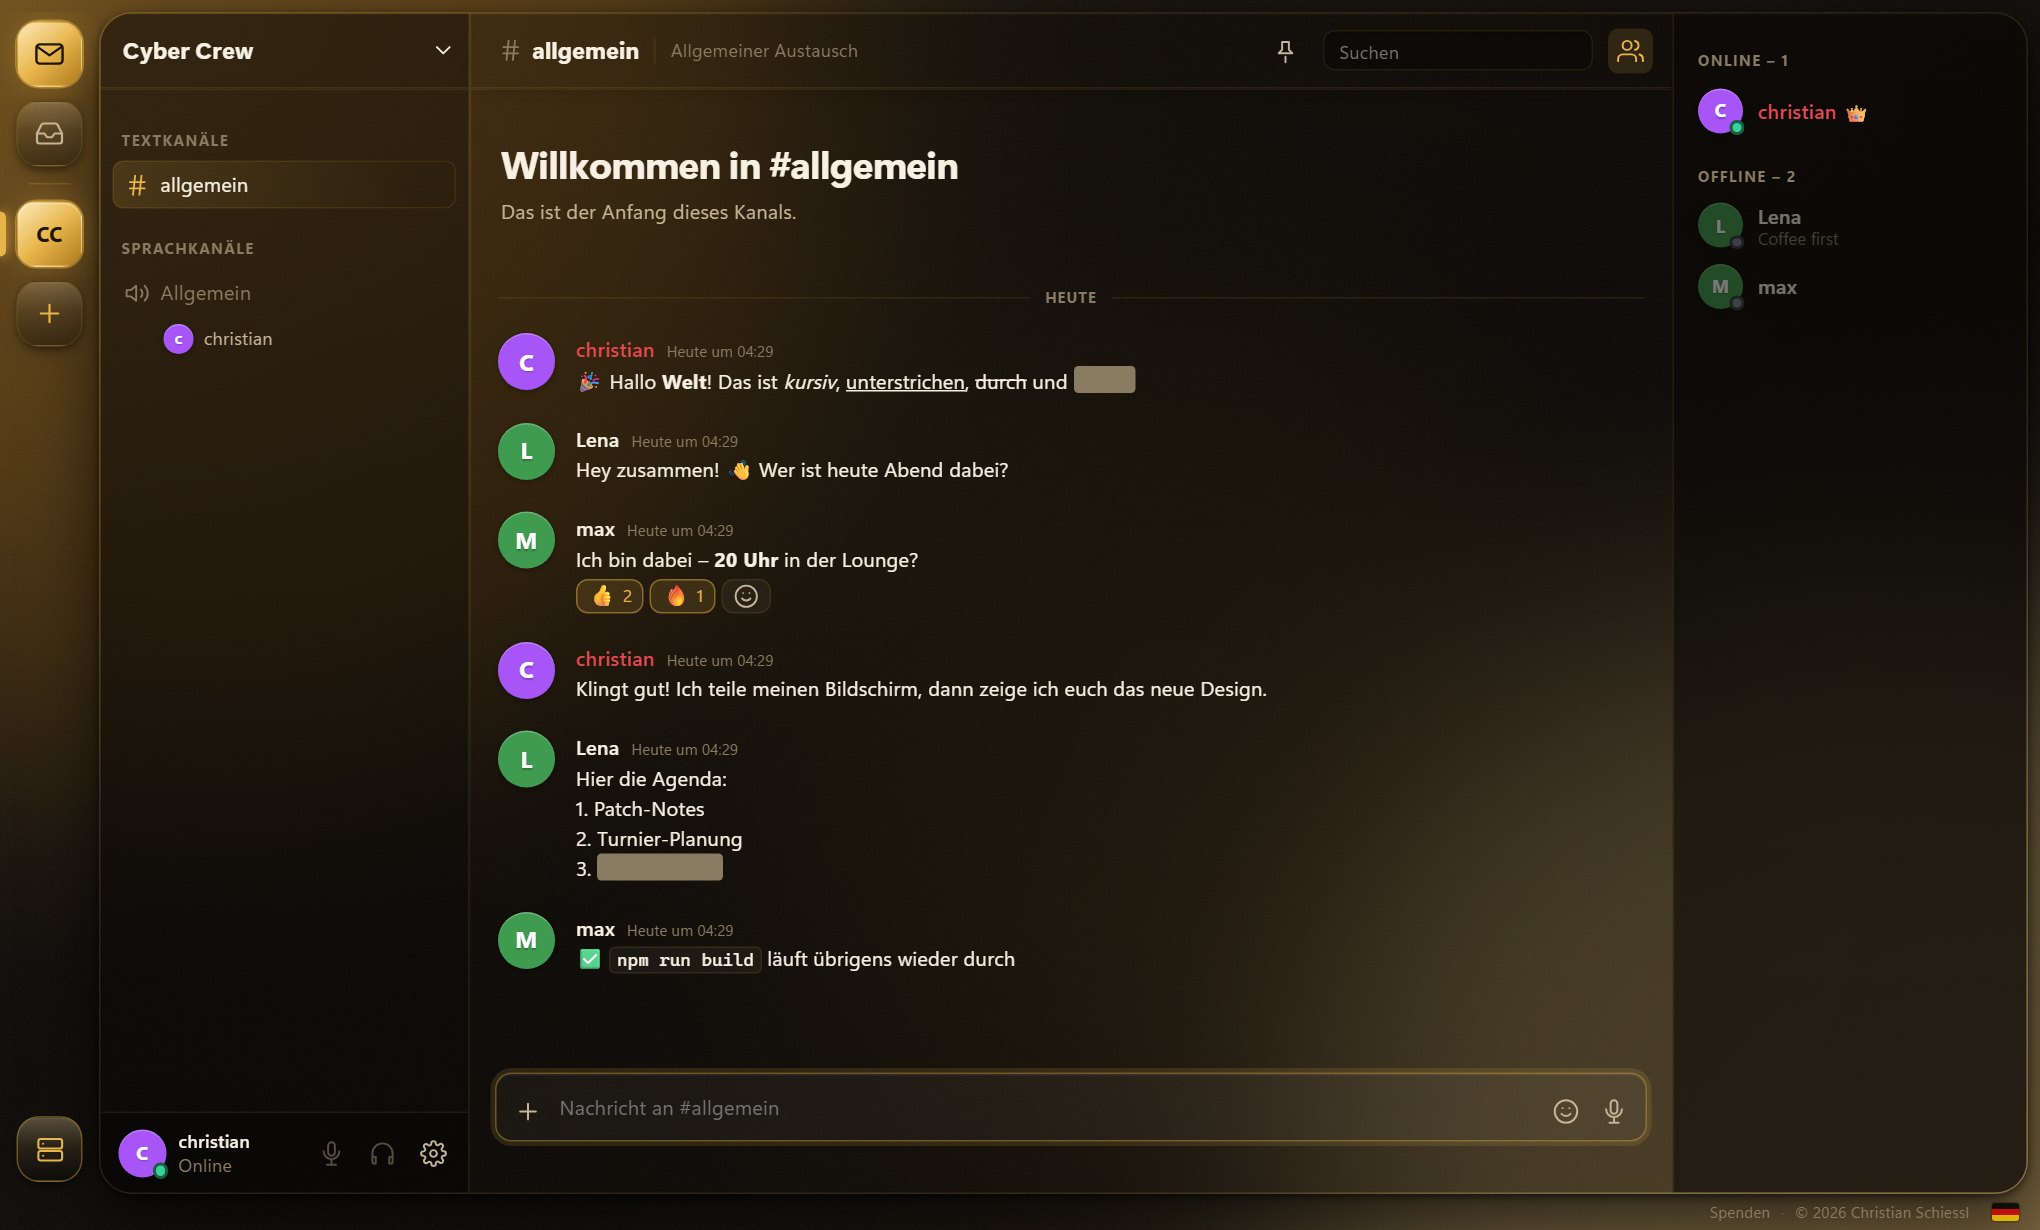 Cyber Crew
# allgemein
Allgemeiner Austausch
Suchen
CC
TEXTKANÄLE
# allgemein
SPRACHKANÄLE
Allgemein
C christian
Willkommen in #allgemein
Das ist der Anfang dieses Kanals.
HEUTE
C
christian Heute um 04:29
🎉 Hallo Welt! Das ist kursiv, unterstrichen, durch und
L
Lena Heute um 04:29
Hey zusammen! 👋 Wer ist heute Abend dabei?
M
max Heute um 04:29
Ich bin dabei – 20 Uhr in der Lounge?
👍 2 🔥 1
C
christian Heute um 04:29
Klingt gut! Ich teile meinen Bildschirm, dann zeige ich euch das neue Design.
L
Lena Heute um 04:29
Hier die Agenda:
1. Patch-Notes
2. Turnier-Planung
3.
M
max Heute um 04:29
✅ npm run build läuft übrigens wieder durch
Nachricht an #allgemein
C
christian
Online
ONLINE – 1
C christian 👑
OFFLINE – 2
L
Lena
Coffee first
M max
Spenden · © 2026 Christian Schiessl